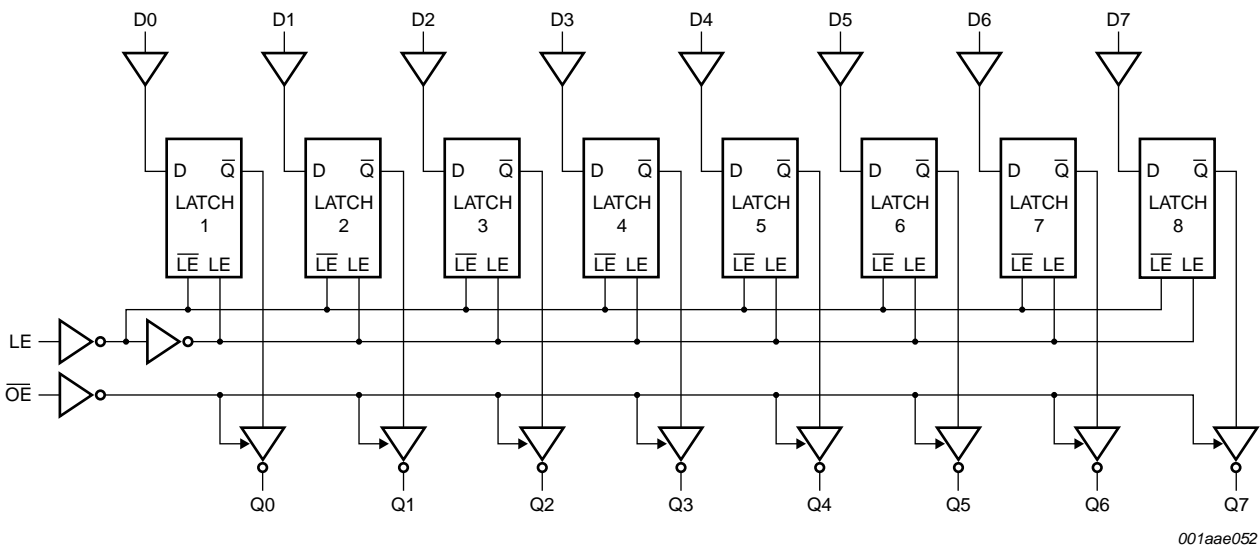 D0 D1 D2 D3 D4 D5 D6 D7
D Q̅ D Q̅ D Q̅ D Q̅ D Q̅ D Q̅ D Q̅ D Q̅
LATCH LATCH LATCH LATCH LATCH LATCH LATCH LATCH
1 2 3 4 5 6 7 8
L̅E̅ LE L̅E̅ LE L̅E̅ LE L̅E̅ LE L̅E̅ LE L̅E̅ LE L̅E̅ LE L̅E̅ LE
LE
O̅E̅
Q0 Q1 Q2 Q3 Q4 Q5 Q6 Q7
001aae052